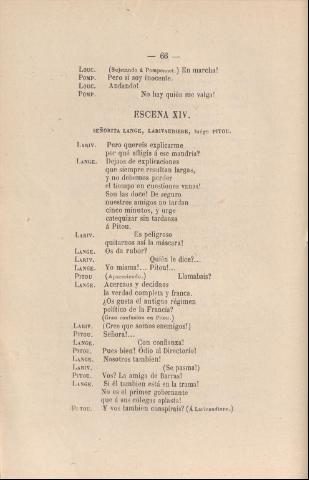 — 66 —
LOUC. (Sujetando á Pomponnet.) En marcha!
POMP. Pero si soy inocente.
LOUC. Andando!
POMP. No hay quién me valga!
ESCENA XIV.
SEÑORITA LANGE, LARIVAUDIERE, luégo PITOU.
LARIV. Pero quereis explicarme
por qué afligís á ese mandria?
LANGE. Dejaos de explicaciones
que siempre resultan largas,
y no debemos perder
el tiempo en cuestiones vanas!
Son las doce! De seguro
nuestros amigos no tardan
cinco minutos, y urge
catequizar sin tardanza
á Pitou.
LARIV. Es peligroso
quitarnos así la máscara!
LANGE. Os da rubor?
LARIV. Quién le dice?...
LANGE. Yo misma!... Pitou!...
PITOU (Apareciendo.) Llamabais?
LANGE. Acercaos y decidnos
la verdad completa y franca.
¿Os gusta el antiguo régimen
político de la Francia?
(Gran confusion en Pitou.)
LARIV. (Cree que somos enemigos!)
PITOU. Señora!...
LANGE. Con confianza!
PITOU. Pues bien! Odio al Directorio!
LANGE. Nosotros tambien!
LARIV. (Se pasma!)
PITOU. Vos? La amiga de Barras!
LANGE. Si él tambien está en la trama!
No es el primer gobernante
que á sus colegas aplasta!
PITOU. Y vos tambien conspirais? (Á Larivaudiere.)